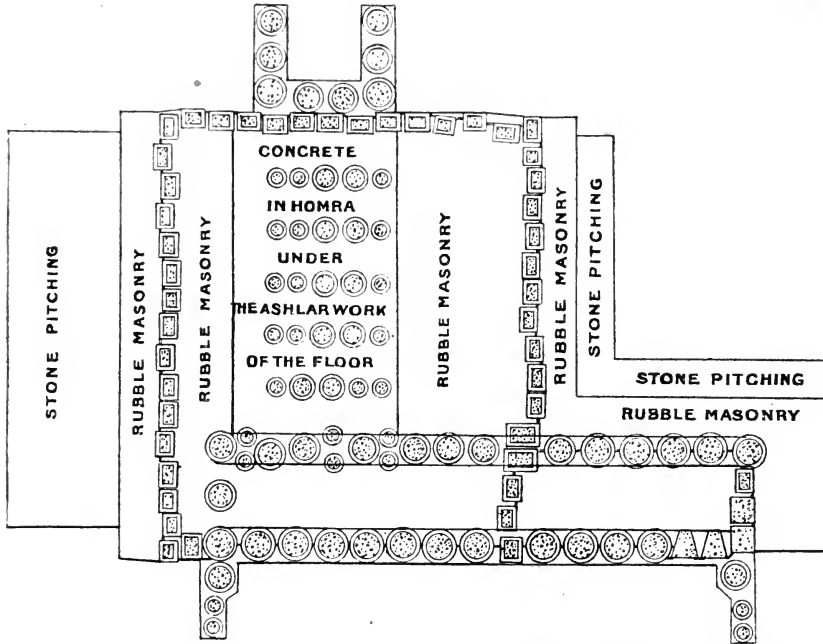 STONE PITCHING
RUBBLE MASONRY
RUBBLE MASONRY
CONCRETE
IN HOMRA
UNDER
THE ASHLAR WORK
OF THE FLOOR
RUBBLE MASONRY
RUBBLE MASONRY
STONE PITCHING
STONE PITCHING
RUBBLE MASONRY